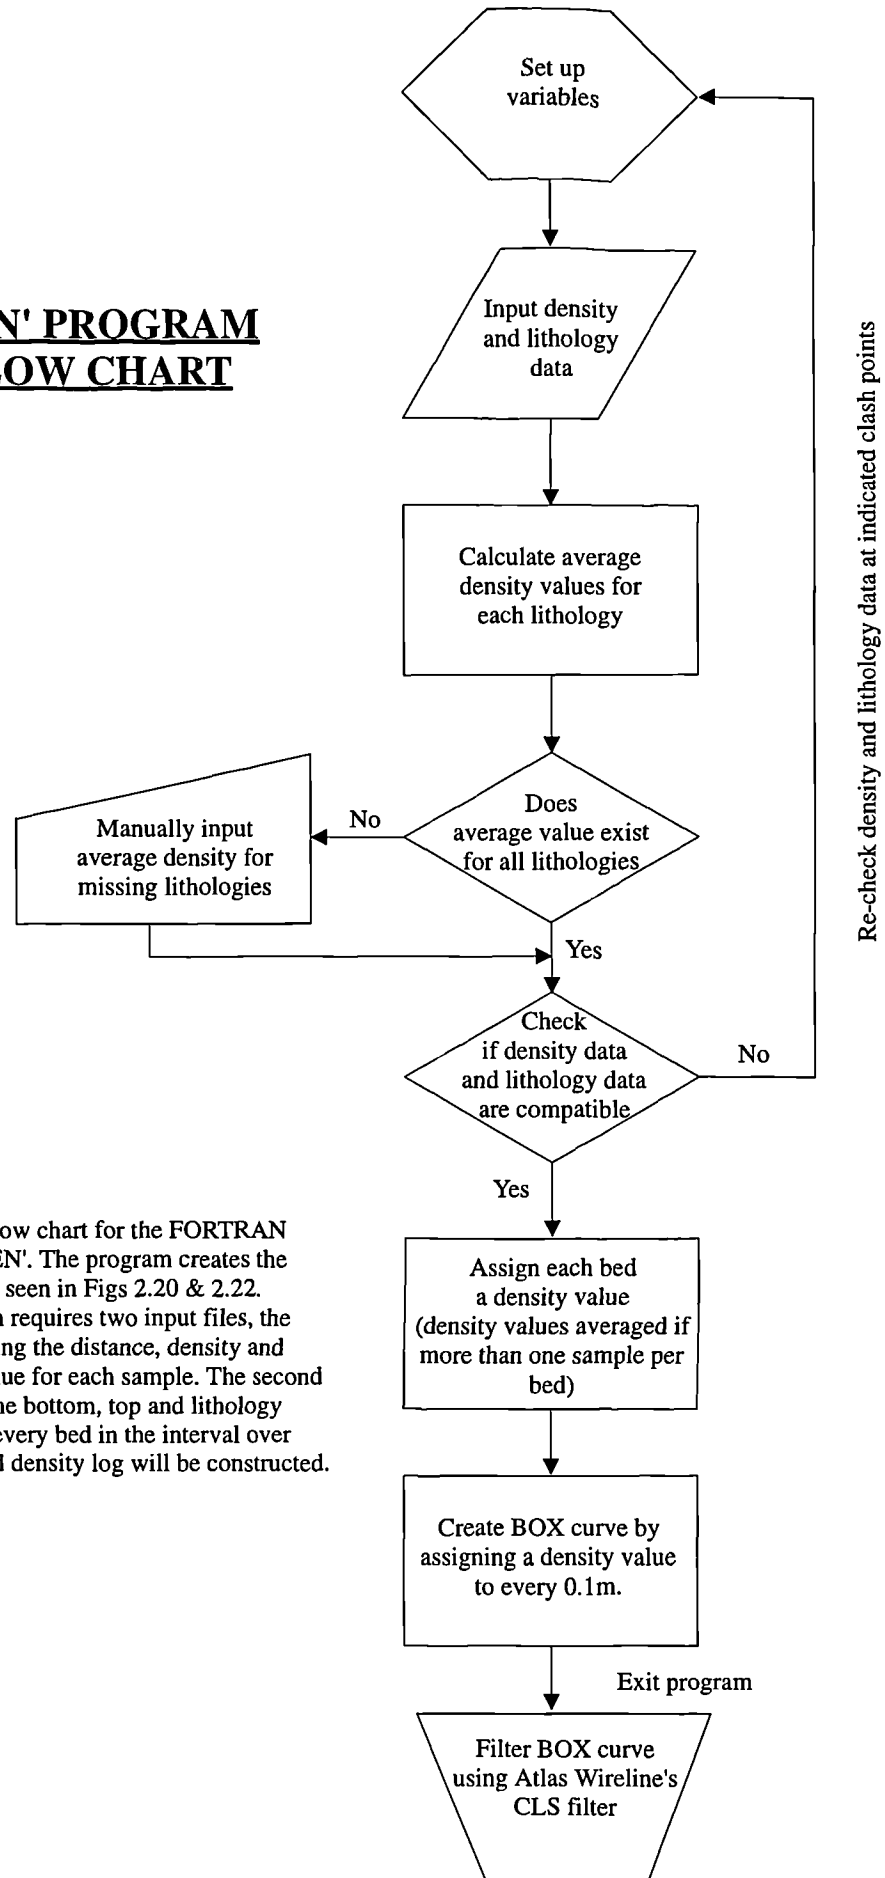 Set up
variables
Input density
and lithology
data
N' PROGRAM
LOW CHART
Calculate average
density values for
each lithology
Does
average value exist
for all lithologies
No
Manually input
average density for
missing lithologies
Yes
Check
if density data
and lithology data
are compatible
No
Re-check density and lithology data at indicated clash points
Yes
Assign each bed
a density value
(density values averaged if
more than one sample per
bed)
Create BOX curve by
assigning a density value
to every 0.1m.
Exit program
Filter BOX curve
using Atlas Wireline's
CLS filter
ow chart for the FORTRAN
EN'. The program creates the
seen in Figs 2.20 & 2.22.
requires two input files, the
ng the distance, density and
ue for each sample. The second
he bottom, top and lithology
every bed in the interval over
density log will be constructed.